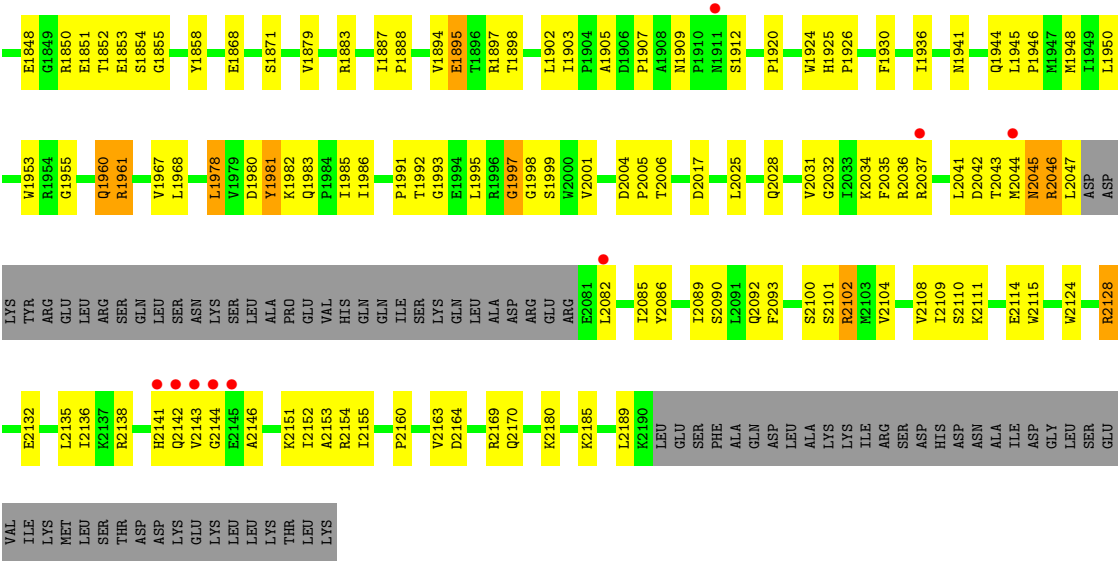 E1848 G1849 R1850 E1851 T1852 E1853 S1854 G1855 Y1858 E1868 S1871 V1879 R1883 I1887 P1888 V1894 E1895 T1896 R1897 T1898 L1902 I1903 P1904 A1905 D1906 P1907 A1908 N1909 P1910 N1911 S1912 P1920 W1924 H1925 P1926 F1930 I1936 N1941 Q1944 L1945 P1946 M1947 M1948 I1949 L1950
W1953 R1954 G1955 Q1960 R1961 V1967 L1968 L1978 V1979 D1980 Y1981 K1982 Q1983 P1984 I1985 I1986 P1991 T1992 G1993 E1994 L1995 R1996 G1997 G1998 S1999 W2000 V2001 D2004 P2005 T2006 D2017 L2025 Q2028 V2031 G2032 I2033 K2034 F2035 R2036 R2037 L2041 D2042 T2043 M2044 N2045 R2046 L2047 ASP ASP
LYS TYR ARG GLU LEU LEU ARG SER GLN LEU SER ASN LYS SER LEU ALA PRO GLU VAL HIS GLN GLN ILE SER LYS GLN LEU ALA ASP ARG GLU ARG E2081 L2082 I2085 Y2086 I2089 S2090 L2091 Q2092 F2093 S2100 S2101 R2102 M2103 V2104 V2108 I2109 S2110 K2111 E2114 W2115 W2124 R2128
E2132 L2135 I2136 K2137 R2138 H2141 Q2142 V2143 G2144 E2145 A2146 K2151 I2152 A2153 R2154 I2155 P2160 V2163 D2164 R2169 Q2170 K2180 K2185 L2189 K2190 LEU GLU SER PHE ALA GLN ASP LEU ALA LYS LYS ILE ARG SER ASP HIS ASP ASN ALA ILE ASP GLY LEU SER GLU
VAL ILE LYS MET LEU SER THR ASP ASP LYS GLU LYS LEU LEU LYS THR LEU LYS